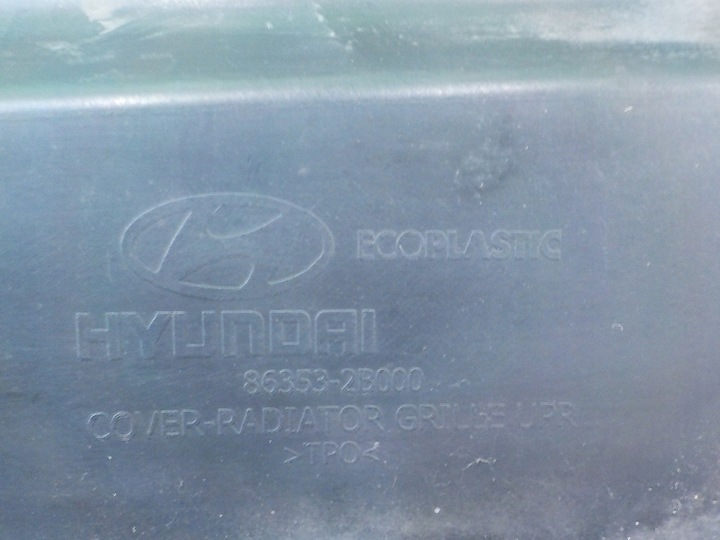 ECOPLASTIC
HYUNDAI
86353-2B000
COVER-RADIATOR GRILLE UPR
>TPO<